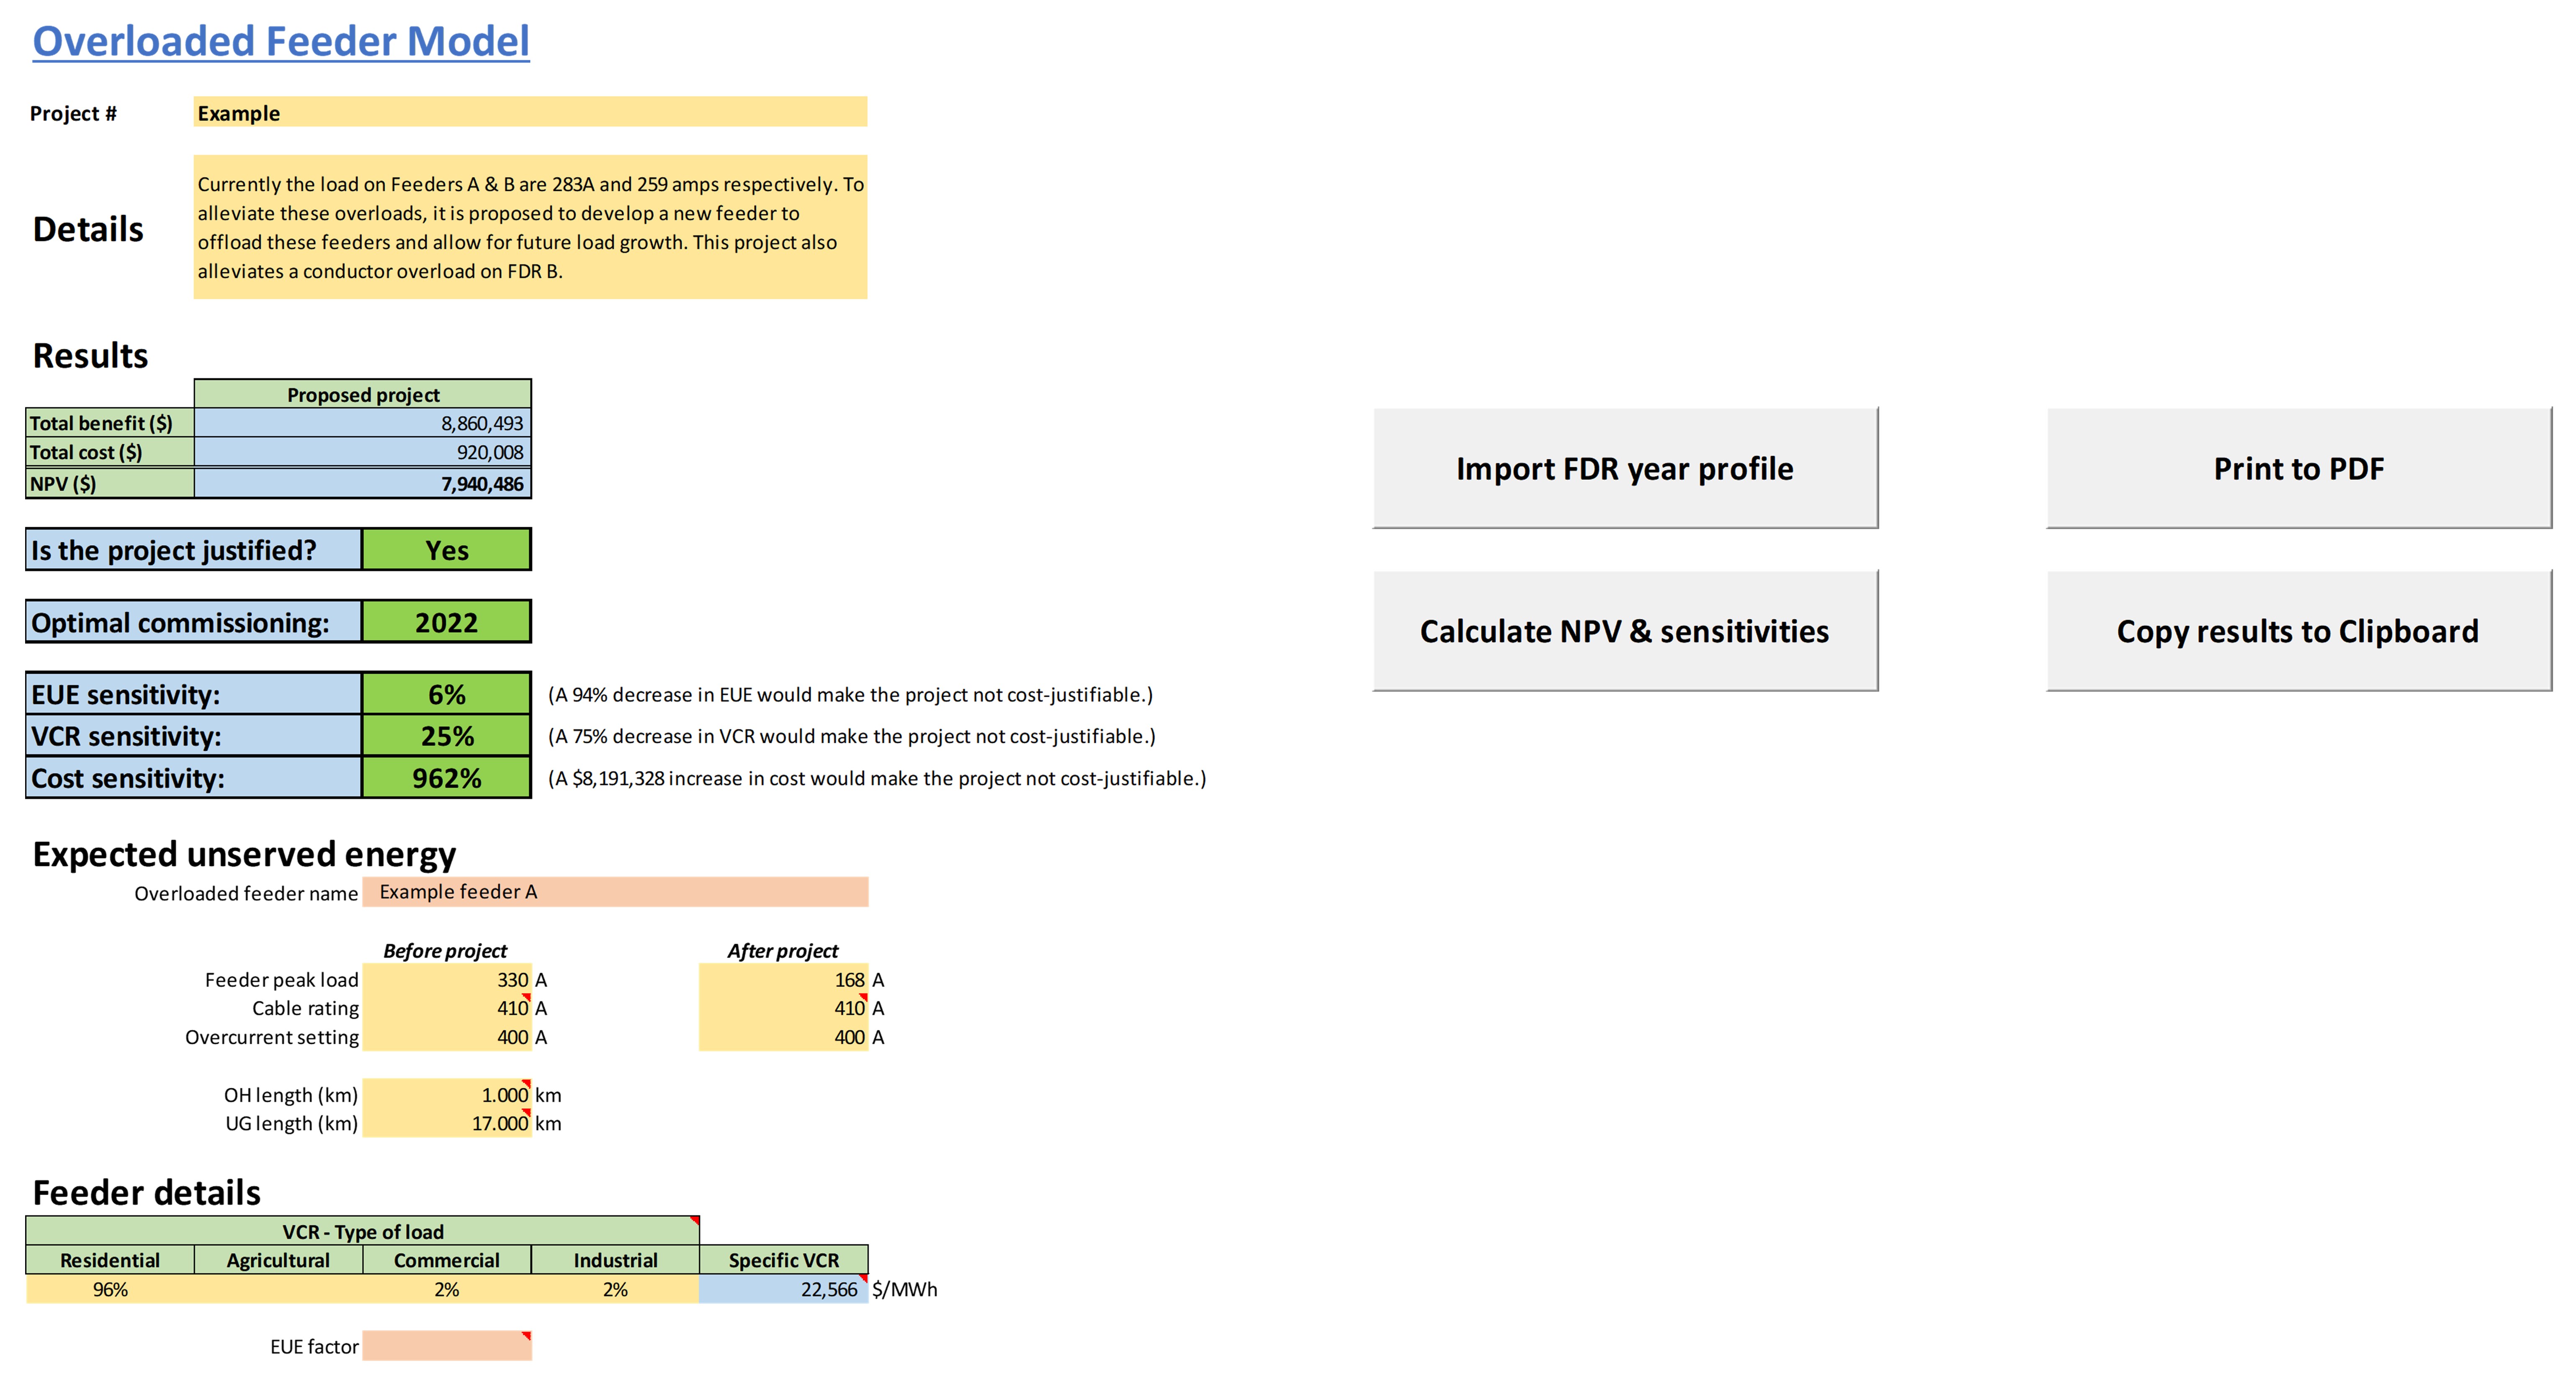 Overloaded Feeder Model
Project # Example
Details
Currently the load on Feeders A & B are 283A and 259 amps respectively. To
alleviate these overloads, it is proposed to develop a new feeder to
offload these feeders and allow for future load growth. This project also
alleviates a conductor overload on FDR B.
Results
Proposed project
Total benefit ($) 8,860,493
Total cost ($) 920,008
NPV ($) 7,940,486
Import FDR year profile
Print to PDF
Is the project justified? Yes
Optimal commissioning: 2022
Calculate NPV & sensitivities
Copy results to Clipboard
EUE sensitivity: 6% (A 94% decrease in EUE would make the project not cost-justifiable.)
VCR sensitivity: 25% (A 75% decrease in VCR would make the project not cost-justifiable.)
Cost sensitivity: 962% (A $8,191,328 increase in cost would make the project not cost-justifiable.)
Expected unserved energy
Overloaded feeder name Example feeder A
Before project After project
Feeder peak load 330 A 168 A
Cable rating 410 A 410 A
Overcurrent setting 400 A 400 A
OH length (km) 1.000 km
UG length (km) 17.000 km
Feeder details
VCR - Type of load
Residential Agricultural Commercial Industrial Specific VCR
96% 2% 2% 22,566 $/MWh
EUE factor